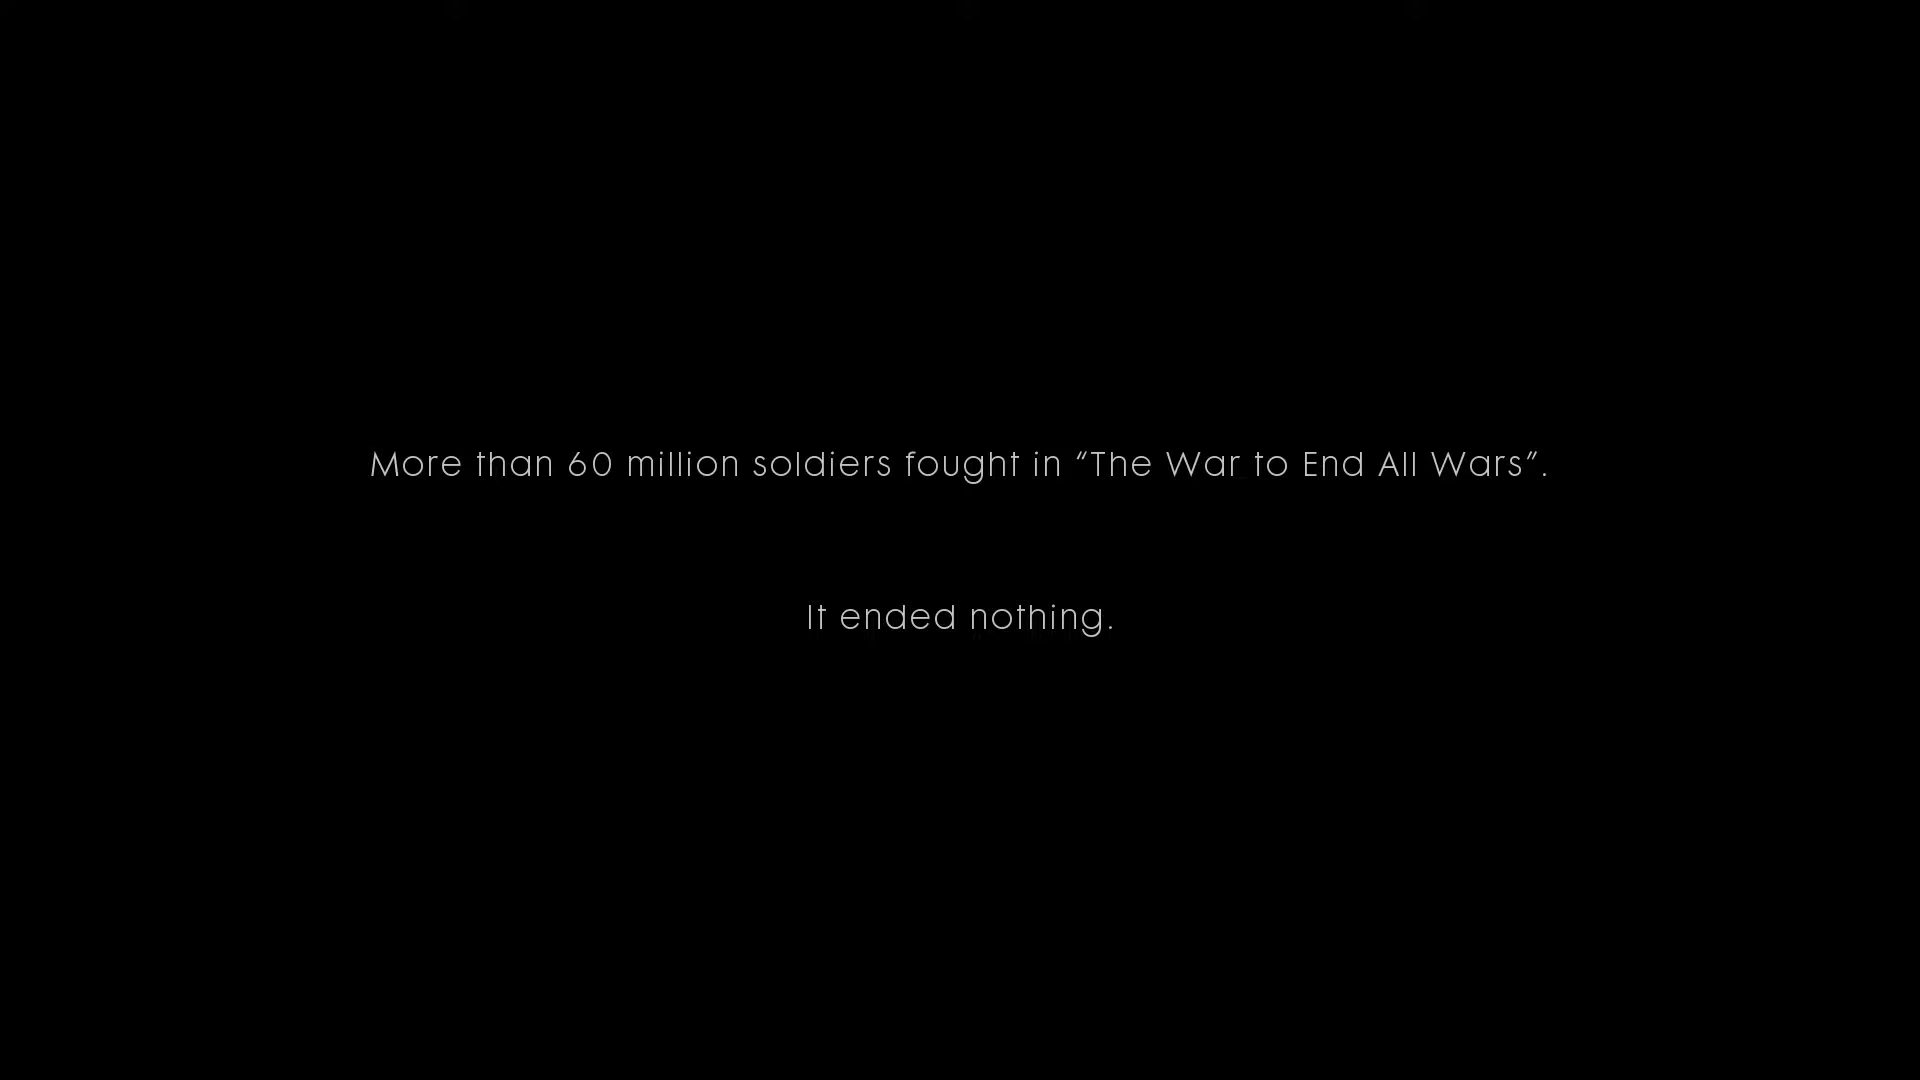 More than 60 million soldiers fought in “The War to End All Wars”.
It ended nothing.